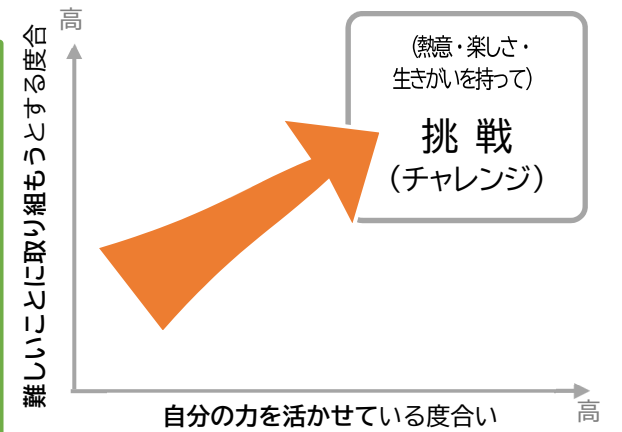 高
難しいことに取り組もうとする度合
(熱意・楽しさ・
生きがいを持って)
挑 戦
(チャレンジ)
自分の力を活かせている度合い
高